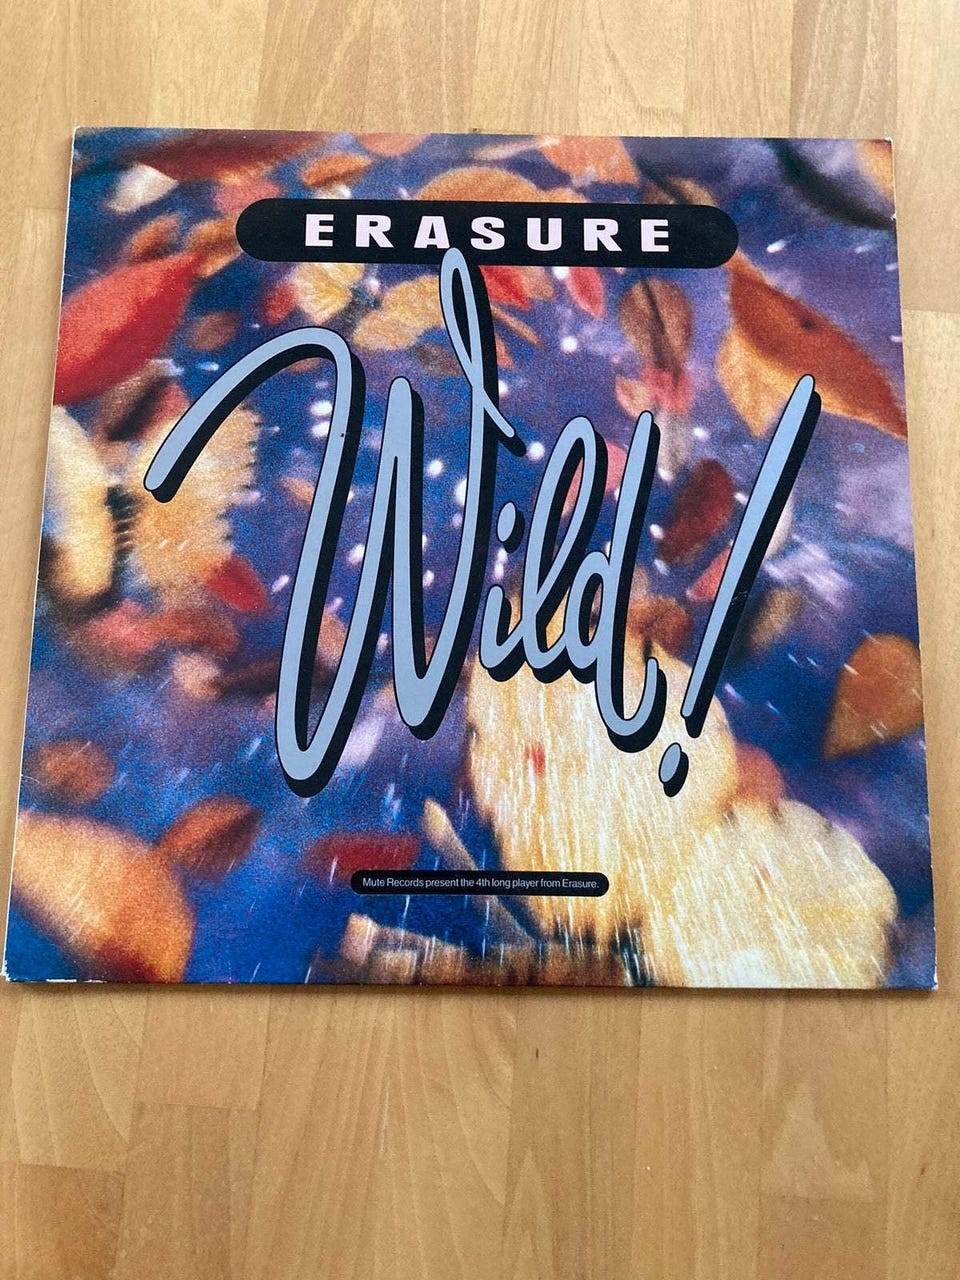 ERASURE
Wild!
Mute Records present the 4th long player from Erasure.